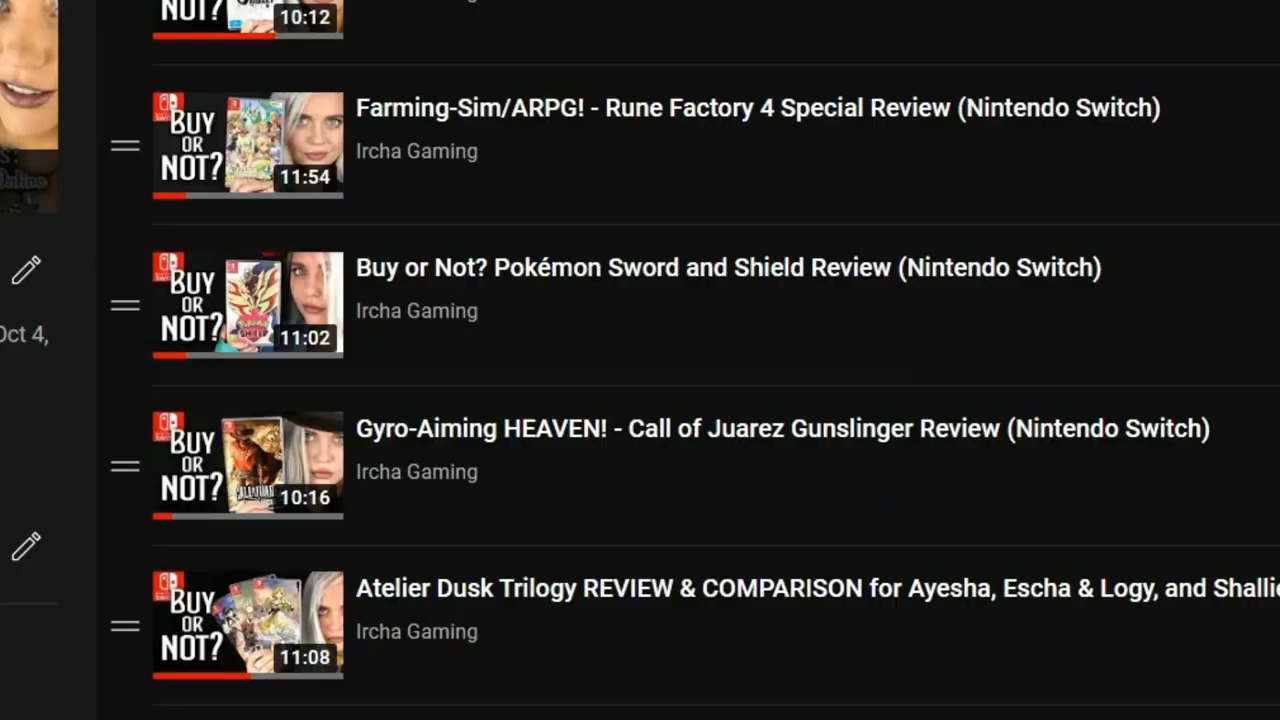 NOT?
10:12
BUY
OR
NOT?
11:54
Farming-Sim/ARPG! - Rune Factory 4 Special Review (Nintendo Switch)
Ircha Gaming
BUY
OR
NOT?
11:02
Buy or Not? Pokémon Sword and Shield Review (Nintendo Switch)
Ircha Gaming
Oct 4,
BUY
OR
NOT?
10:16
Gyro-Aiming HEAVEN! - Call of Juarez Gunslinger Review (Nintendo Switch)
Ircha Gaming
BUY
OR
NOT?
11:08
Atelier Dusk Trilogy REVIEW & COMPARISON for Ayesha, Escha & Logy, and Shallie
Ircha Gaming